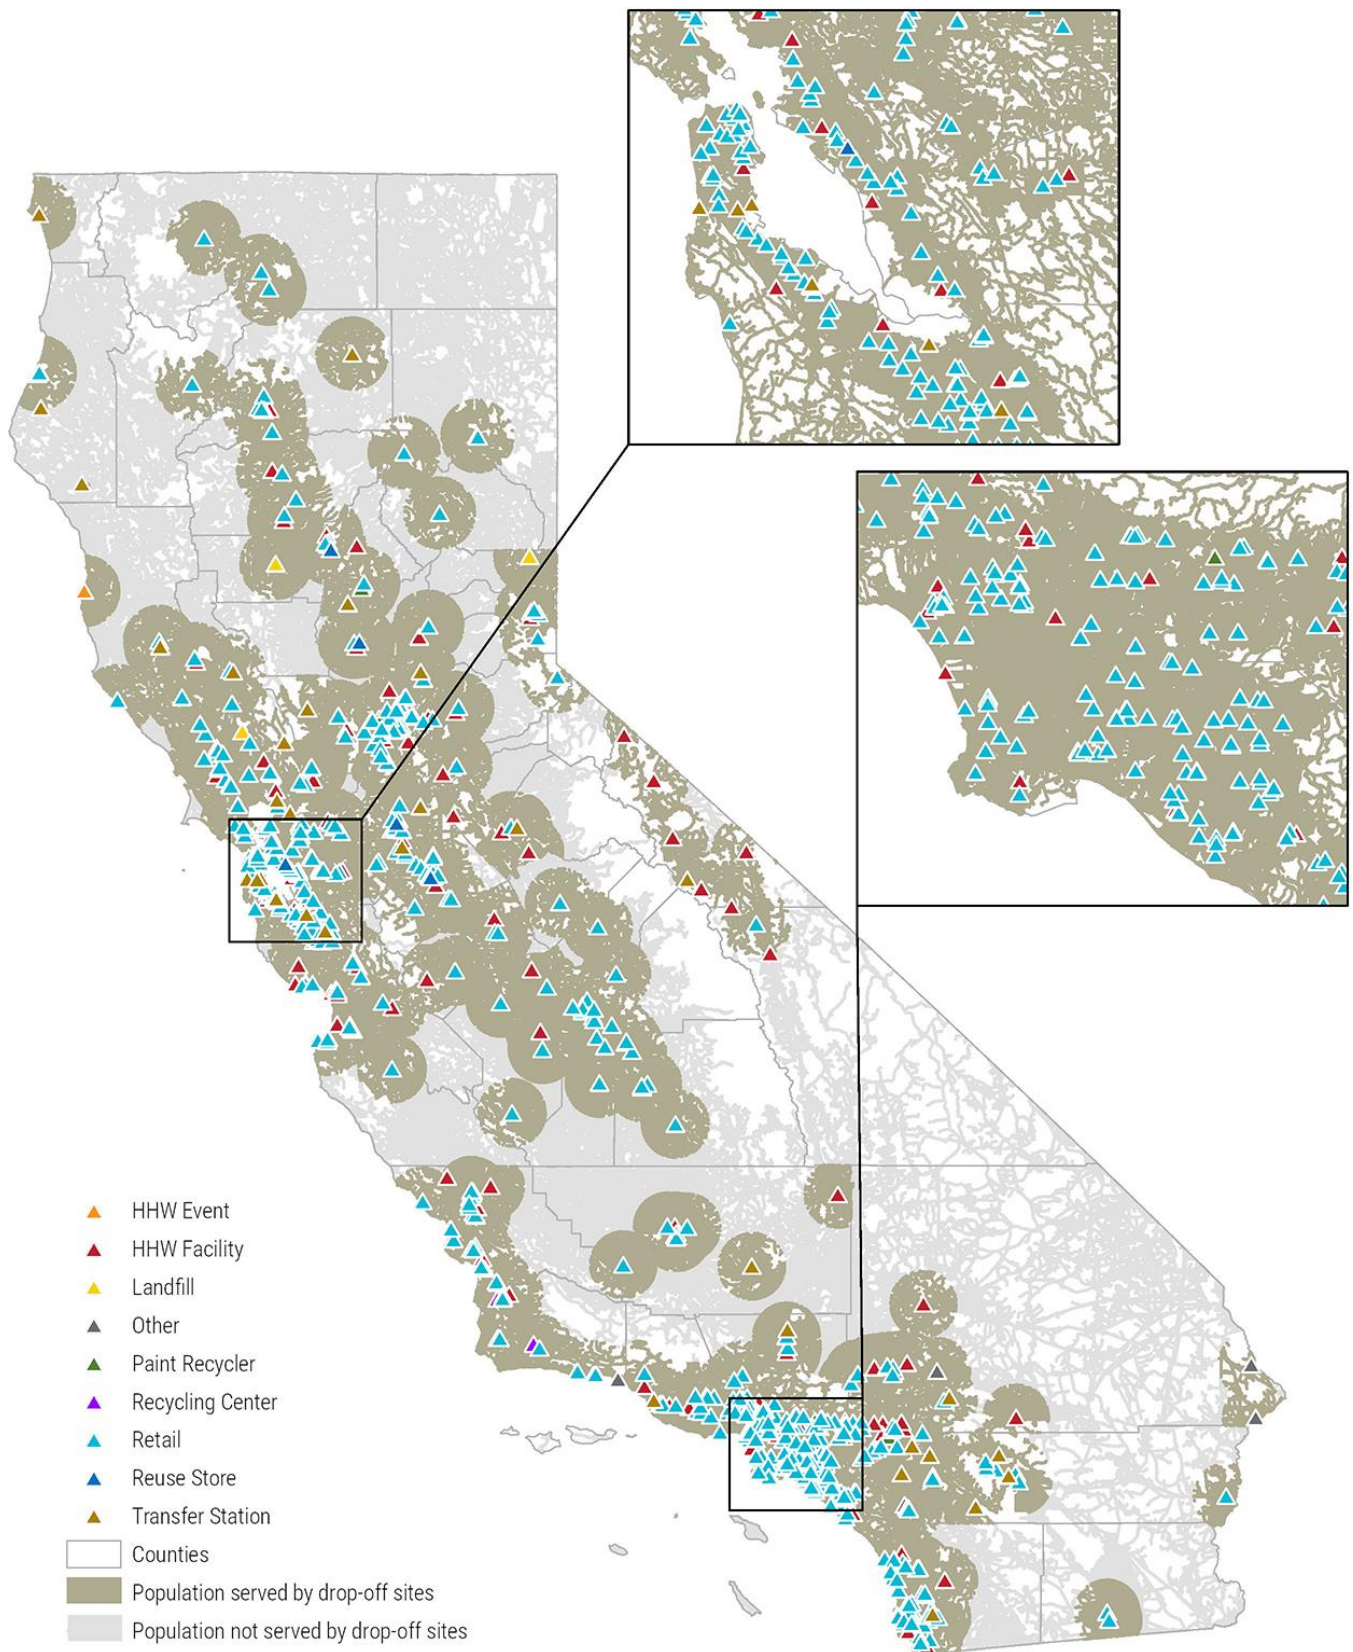 HHW Event
HHW Facility
Landfill
Other
Paint Recycler
Recycling Center
Retail
Reuse Store
Transfer Station
Counties
Population served by drop-off sites
Population not served by drop-off sites